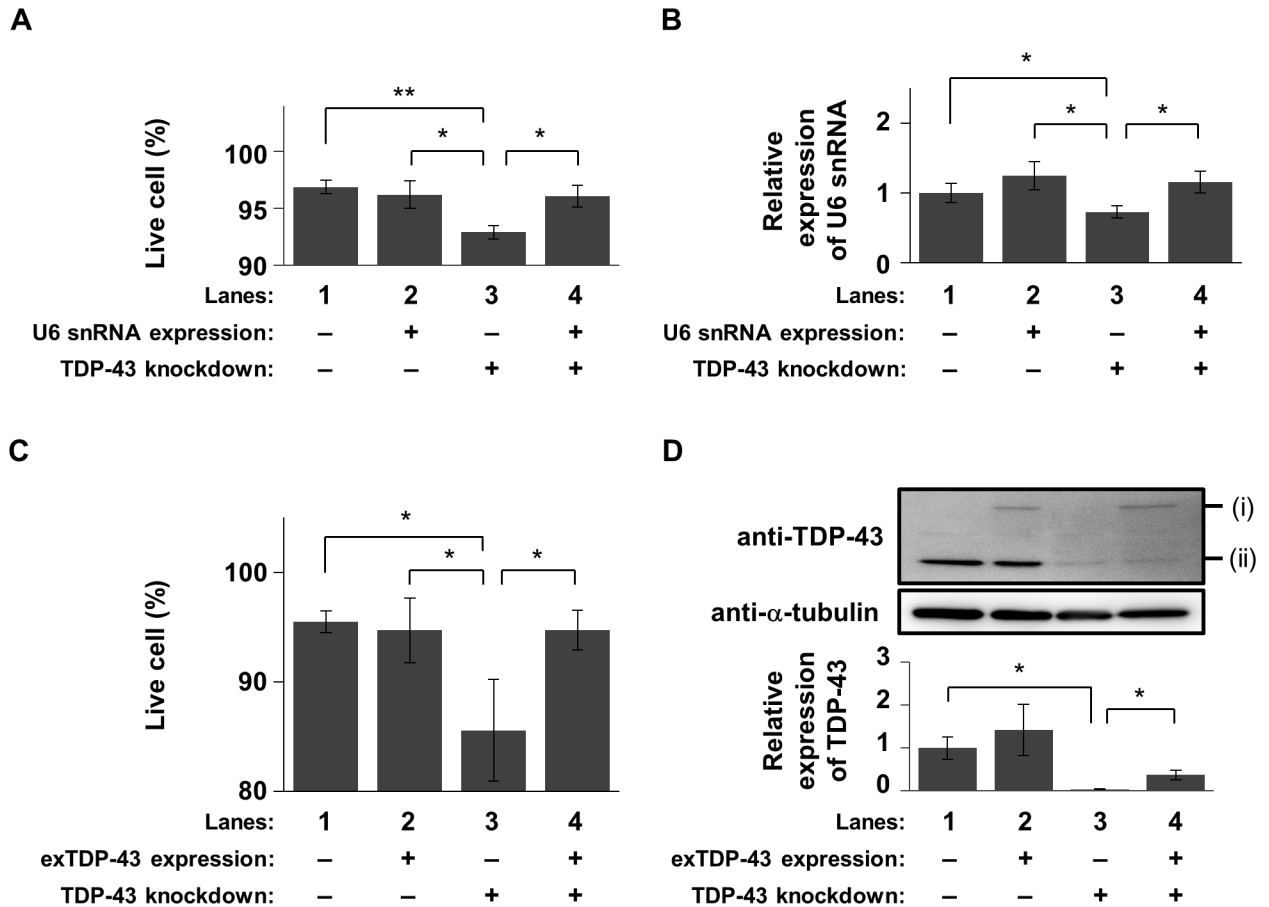 A
**
*
*
Live cell (%)
100
95
90
Lanes: 1 2 3 4
U6 snRNA expression: – + – +
TDP-43 knockdown: – – + +
B
*
*
*
Relative
expression
of U6 snRNA
2
1
0
Lanes: 1 2 3 4
U6 snRNA expression: – + – +
TDP-43 knockdown: – – + +
C
*
*
*
Live cell (%)
100
90
80
Lanes: 1 2 3 4
exTDP-43 expression: – + – +
TDP-43 knockdown: – – + +
D
anti-TDP-43
(i)
(ii)
anti-α-tubulin
Relative
expression
of TDP-43
3
2
1
0
*
*
Lanes: 1 2 3 4
exTDP-43 expression: – + – +
TDP-43 knockdown: – – + +